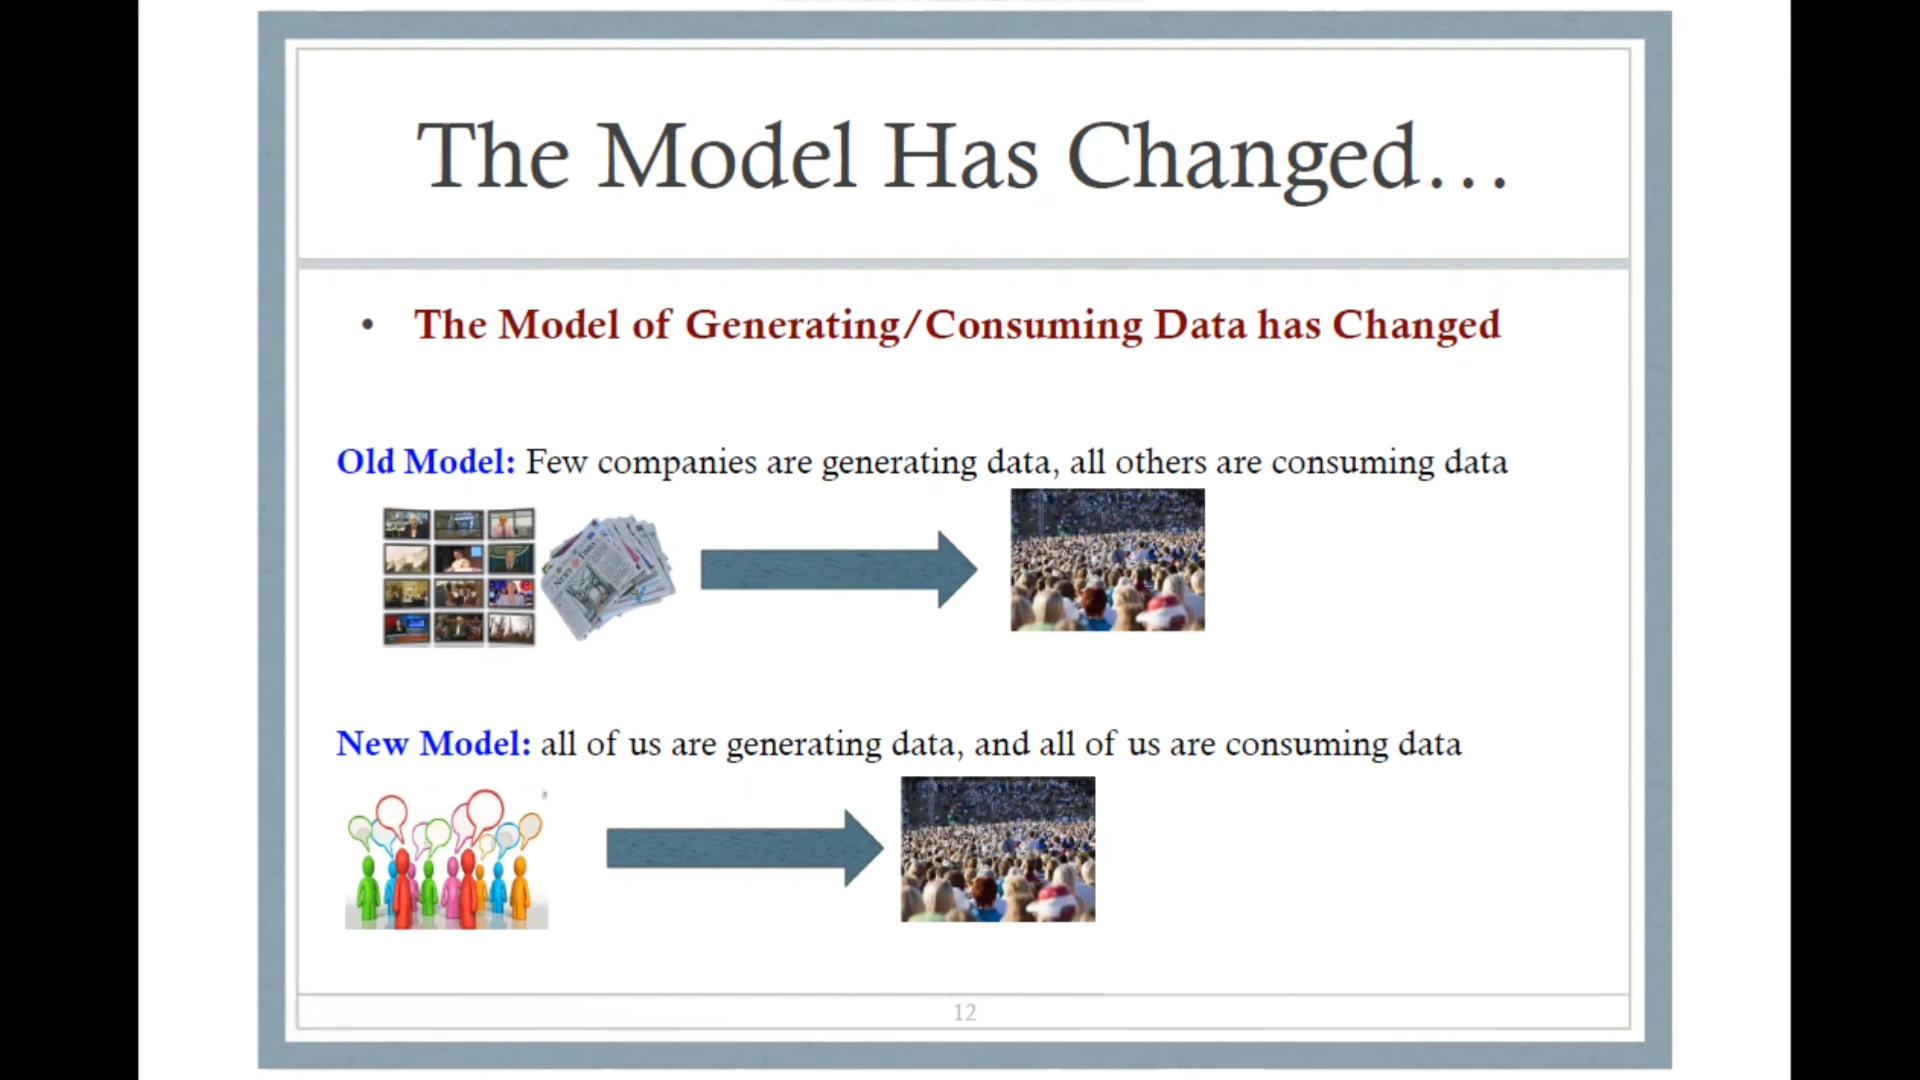 The Model Has Changed…
• The Model of Generating/Consuming Data has Changed
Old Model: Few companies are generating data, all others are consuming data
New Model: all of us are generating data, and all of us are consuming data
12